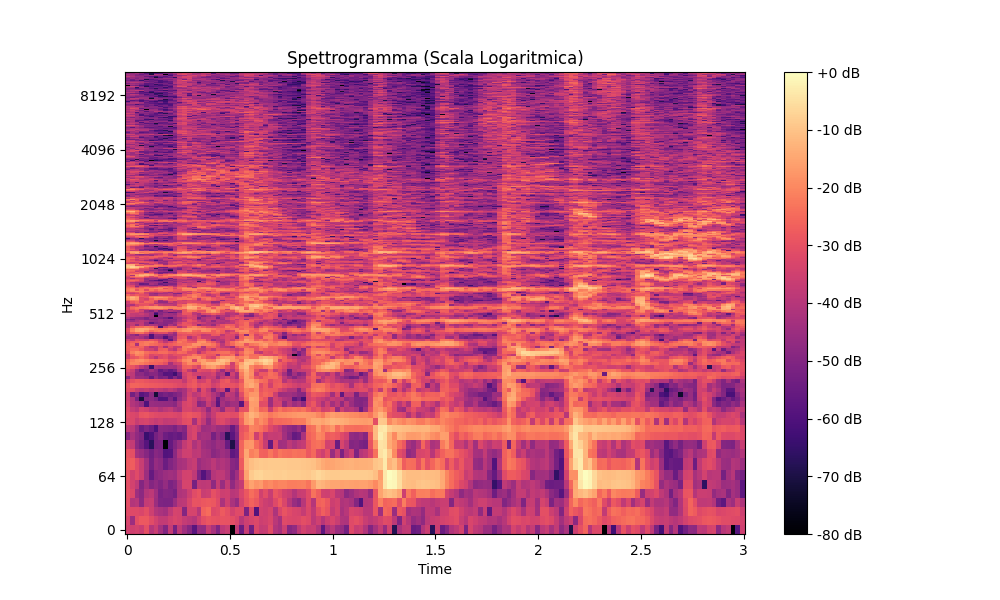 Spettrogramma (Scala Logaritmica)
Hz
8192
4096
2048
1024
512
256
128
64
0
0
0.5
1
1.5
2
2.5
3
Time
+0 dB
-10 dB
-20 dB
-30 dB
-40 dB
-50 dB
-60 dB
-70 dB
-80 dB